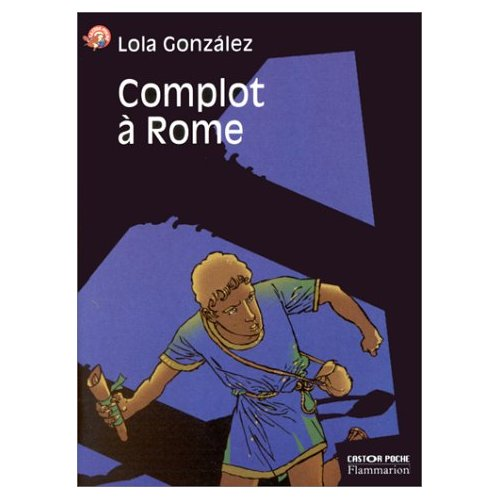 Lola González
Complot
à Rome
CASTOR POCHE
Flammarion